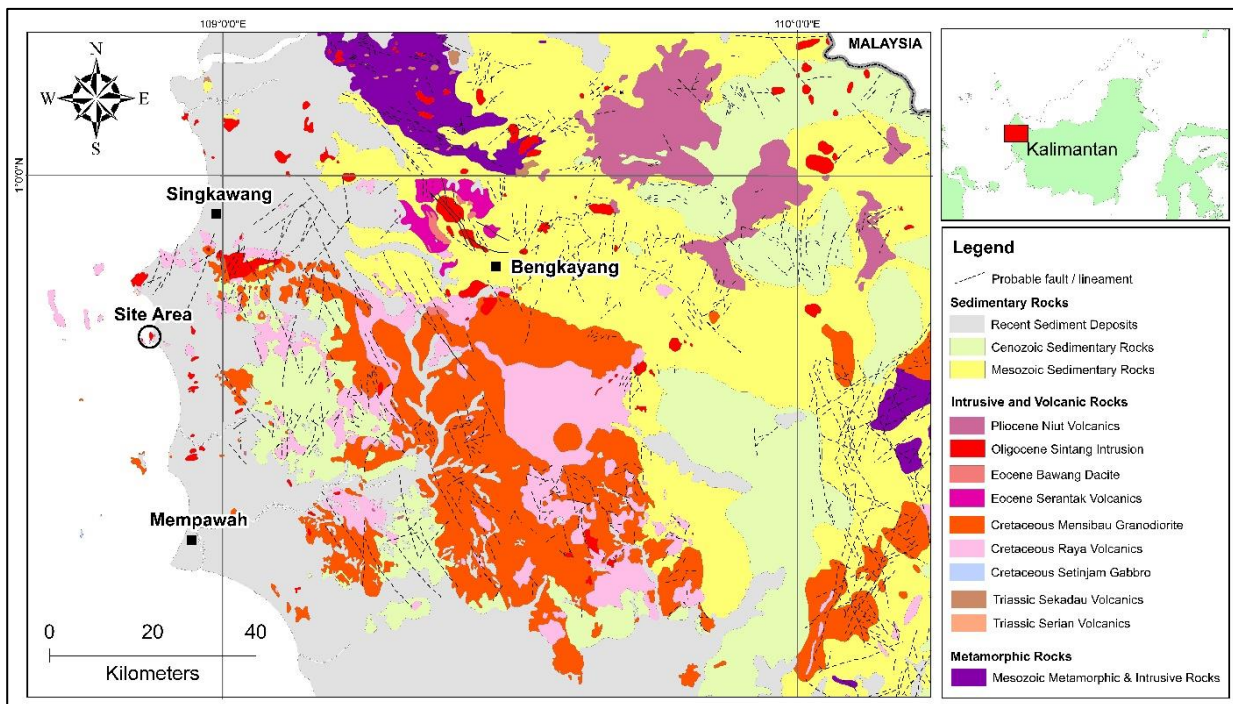 109°0'0"E
110°0'0"E
MALAYSIA
N
W
E
S
1°0'0"N
Singkawang
Bengkayang
Site Area
Mempawah
0 20 40
Kilometers
Kalimantan
Legend
Probable fault / lineament
Sedimentary Rocks
Recent Sediment Deposits
Cenozoic Sedimentary Rocks
Mesozoic Sedimentary Rocks
Intrusive and Volcanic Rocks
Pliocene Niut Volcanics
Oligocene Sintang Intrusion
Eocene Bawang Dacite
Eocene Serantak Volcanics
Cretaceous Mensibau Granodiorite
Cretaceous Raya Volcanics
Cretaceous Setinjam Gabbro
Triassic Sekadau Volcanics
Triassic Serian Volcanics
Metamorphic Rocks
Mesozoic Metamorphic & Intrusive Rocks